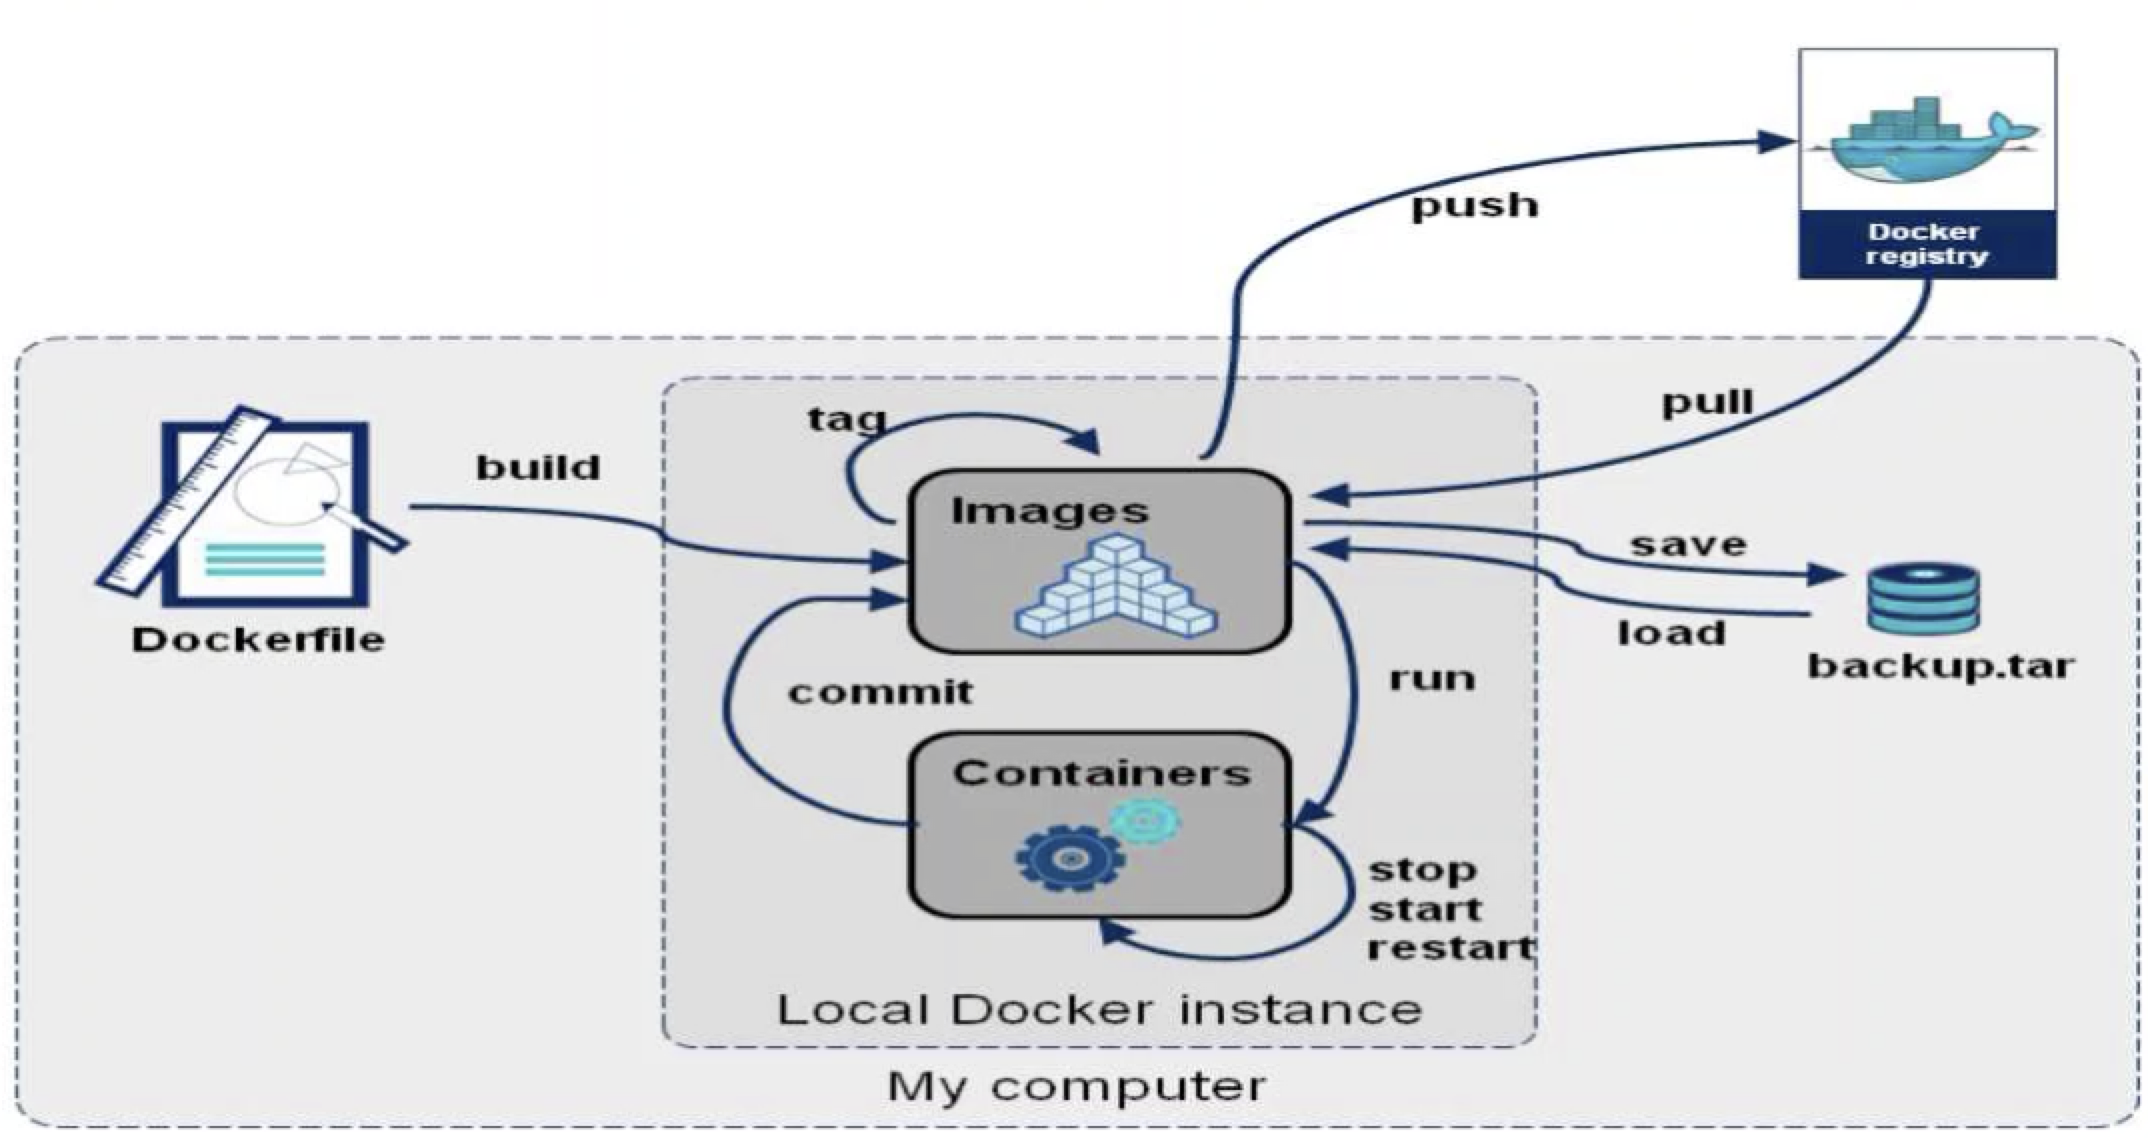 push
Docker
registry
pull
tag
build
Images
save
load
backup.tar
Dockerfile
commit
run
Containers
stop
start
restart
Local Docker instance
My computer